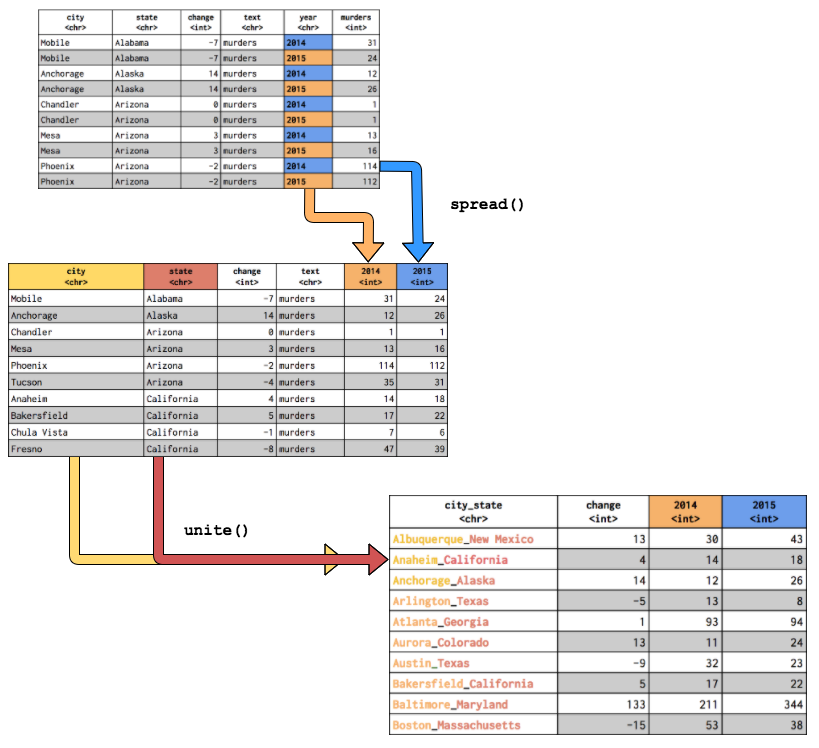 city state change text year murders
<chr> <chr> <int> <chr> <chr> <int>
Mobile Alabama -7 murders 2014 31
Mobile Alabama -7 murders 2015 24
Anchorage Alaska 14 murders 2014 12
Anchorage Alaska 14 murders 2015 26
Chandler Arizona 0 murders 2014 1
Chandler Arizona 0 murders 2015 1
Mesa Arizona 3 murders 2014 13
Mesa Arizona 3 murders 2015 16
Phoenix Arizona -2 murders 2014 114
Phoenix Arizona -2 murders 2015 112
spread()
city state change text 2014 2015
<chr> <chr> <int> <chr> <int> <int>
Mobile Alabama -7 murders 31 24
Anchorage Alaska 14 murders 12 26
Chandler Arizona 0 murders 1 1
Mesa Arizona 3 murders 13 16
Phoenix Arizona -2 murders 114 112
Tucson Arizona -4 murders 35 31
Anaheim California 4 murders 14 18
Bakersfield California 5 murders 17 22
Chula Vista California -1 murders 7 6
Fresno California -8 murders 47 39
unite()
city_state change 2014 2015
<chr> <int> <int> <int>
Albuquerque_New Mexico 13 30 43
Anaheim_California 4 14 18
Anchorage_Alaska 14 12 26
Arlington_Texas -5 13 8
Atlanta_Georgia 1 93 94
Aurora_Colorado 13 11 24
Austin_Texas -9 32 23
Bakersfield_California 5 17 22
Baltimore_Maryland 133 211 344
Boston_Massachusetts -15 53 38